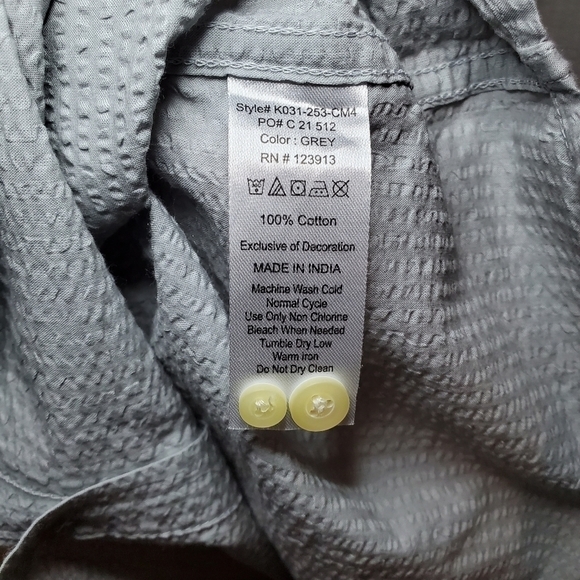 Style# K031-253-CM4
PO# C 21 512
Color : GREY
RN # 123913
100% Cotton
Exclusive of Decoration
MADE IN INDIA
Machine Wash Cold
Normal Cycle
Use Only Non Chlorine
Bleach When Needed
Tumble Dry Low
Warm iron
Do Not Dry Clean